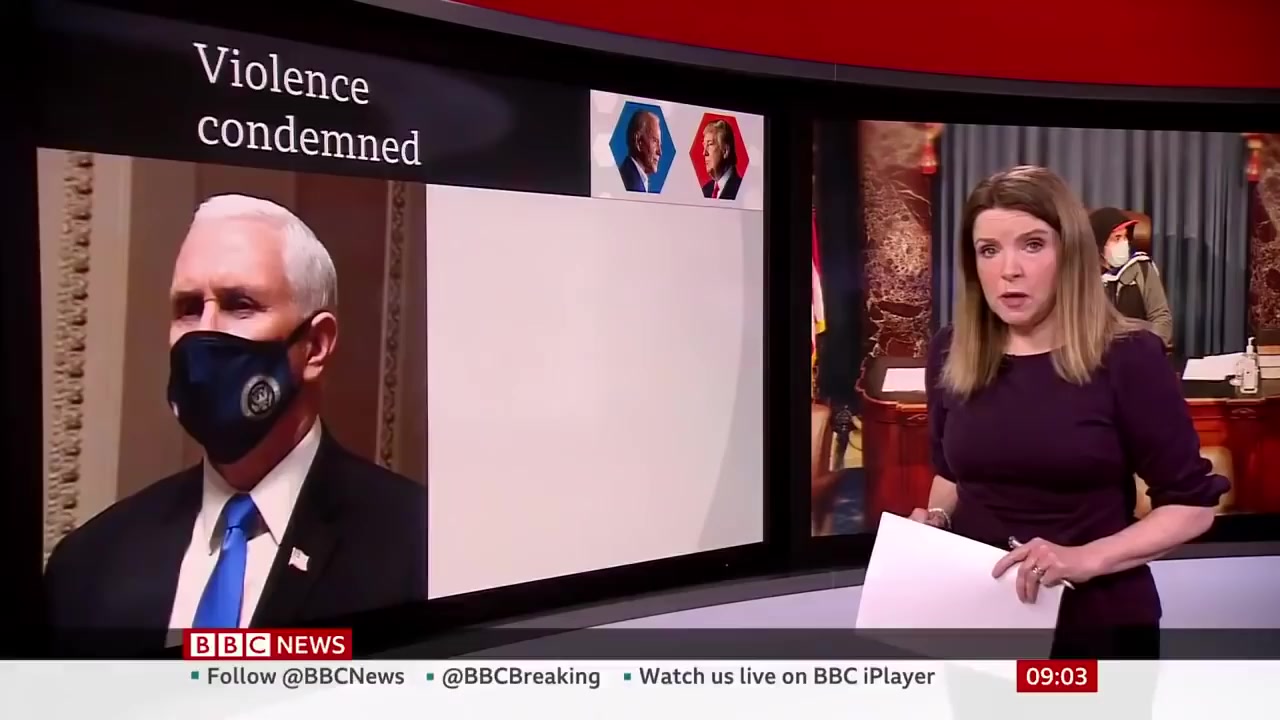 Violence
condemned
BBC NEWS
Follow @BBCNews ▪ @BBCBreaking ▪ Watch us live on BBC iPlayer
09:03